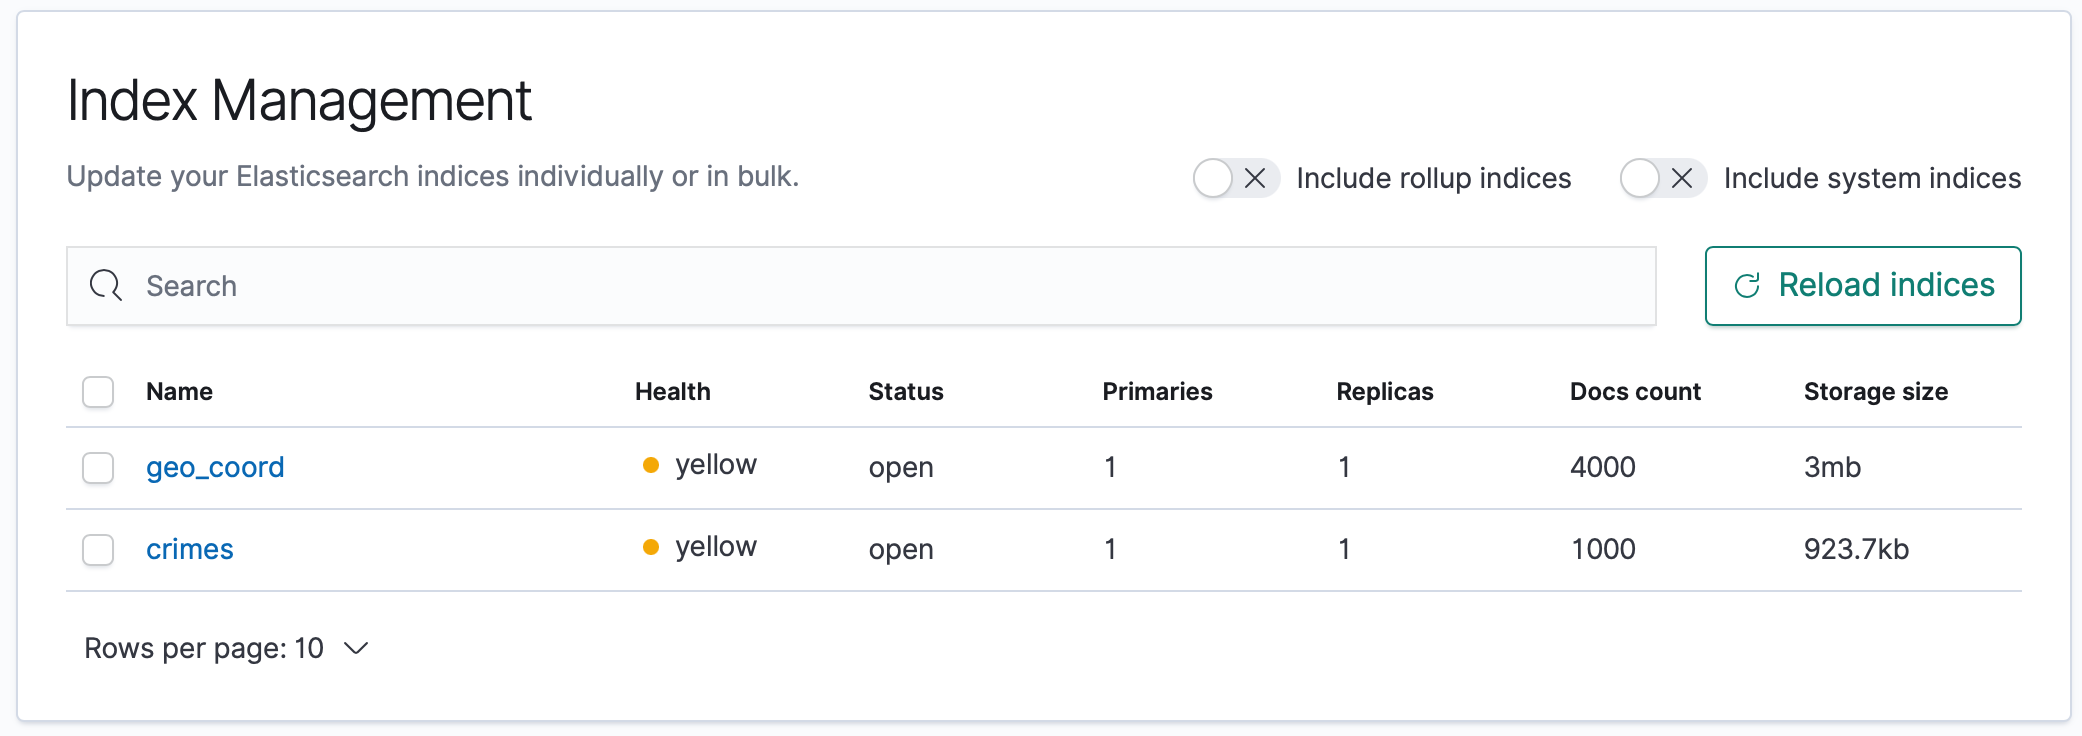 Index Management
Update your Elasticsearch indices individually or in bulk.
Include rollup indices Include system indices
Search Reload indices
Name Health Status Primaries Replicas Docs count Storage size
geo_coord yellow open 1 1 4000 3mb
crimes yellow open 1 1 1000 923.7kb
Rows per page: 10